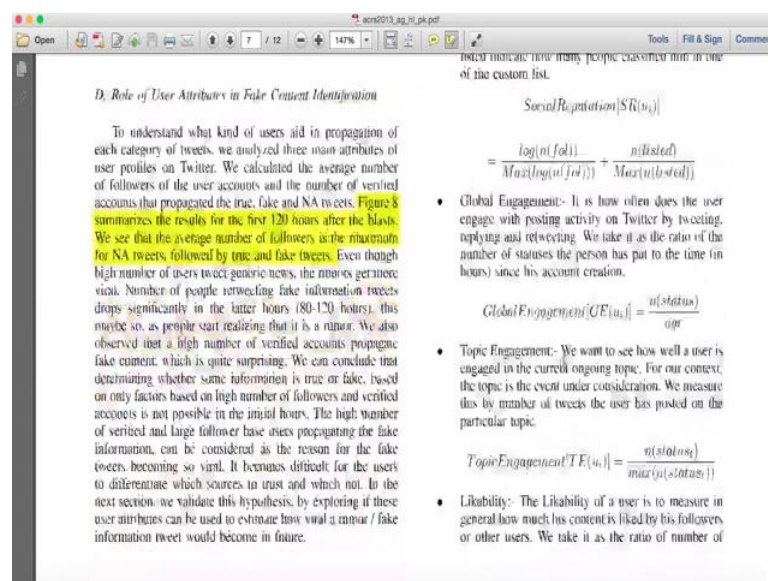 acrs2013_ag_hl_pk.pdf
Open
7 / 12
147%
Tools
Fill & Sign
Comment
D. Role of User Attributes in Fake Content Identification
To understand what kind of users aid in propagation of
each category of tweets, we analyzed three main attributes of
user profiles on Twitter. We calculated the average number
of followers of the user accounts and the number of verified
accounts that propagated the true, fake and NA tweets. Figure 8
summarizes the results for the first 120 hours after the blasts.
We see that the average number of followers is the maximum
for NA tweets, followed by true and fake tweets. Even though
high number of users tweet generic news, the rumors get more
viral. Number of people retweeting fake information tweets
drops significantly in the latter hours (80-120 hours), this
maybe so, as people start realizing that it is a rumor. We also
observed that a high number of verified accounts propagate
fake content, which is quite surprising. We can conclude that
determining whether some information is true or fake, based
on only factors based on high number of followers and verified
accounts is not possible in the initial hours. The high number
of verified and large follower base users propagating the fake
information, can be considered as the reason for the fake
tweets becoming so viral. It becomes difficult for the users
to differentiate which sources to trust and which not. In the
next section, we validate this hypothesis, by exploring if these
user attributes can be used to estimate how viral a rumor / fake
information tweet would become in future.
listed indicate how many people classified him in one
of the custom list.
SocialReputation[SR(u_i)]
= log(n(fol)) / Max(log(n(fol))) + n(listed) / Max(n(listed))
• Global Engagement:- It is how often does the user
engage with posting activity on Twitter by tweeting,
replying and retweeting. We take it as the ratio of the
number of statuses the person has put to the time (in
hours) since his account creation.
GlobalEngagement[GE(u_i)] = n(status) / age
• Topic Engagement:- We want to see how well a user is
engaged in the current ongoing topic. For our context,
the topic is the event under consideration. We measure
this by number of tweets the user has posted on the
particular topic.
TopicEngagement[TE(u_i)] = n(status_t) / max(n(status_t))
• Likability:- The Likability of a user is to measure in
general how much his content is liked by his followers
or other users. We take it as the ratio of number of